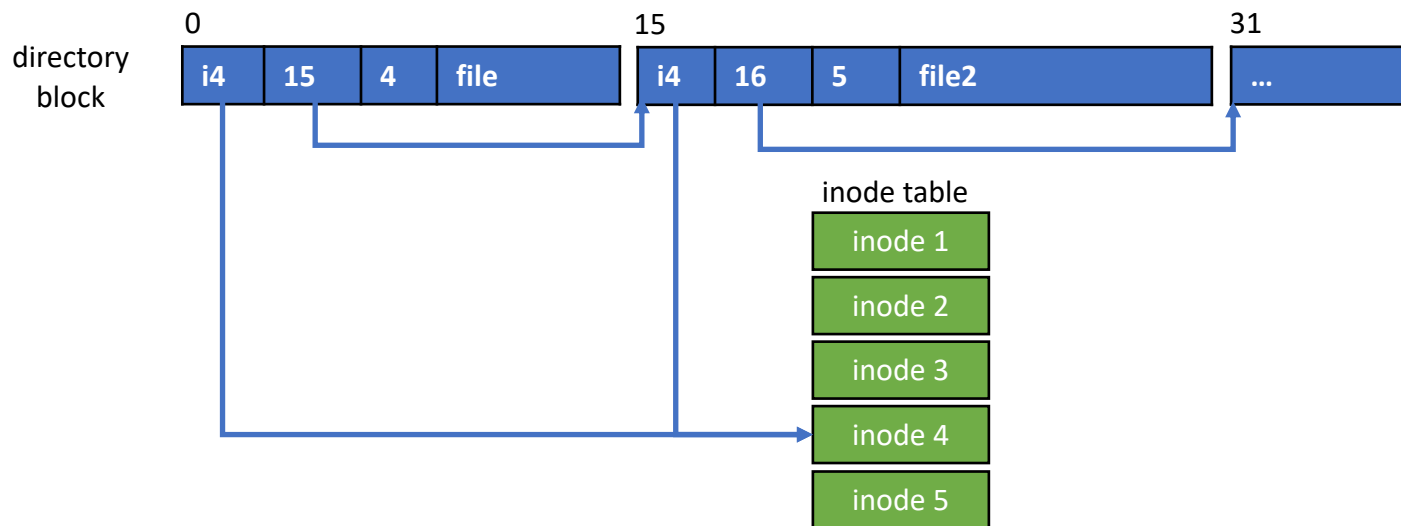 0 15 31
directory
block
i4 15 4 file i4 16 5 file2 ...
inode table
inode 1
inode 2
inode 3
inode 4
inode 5